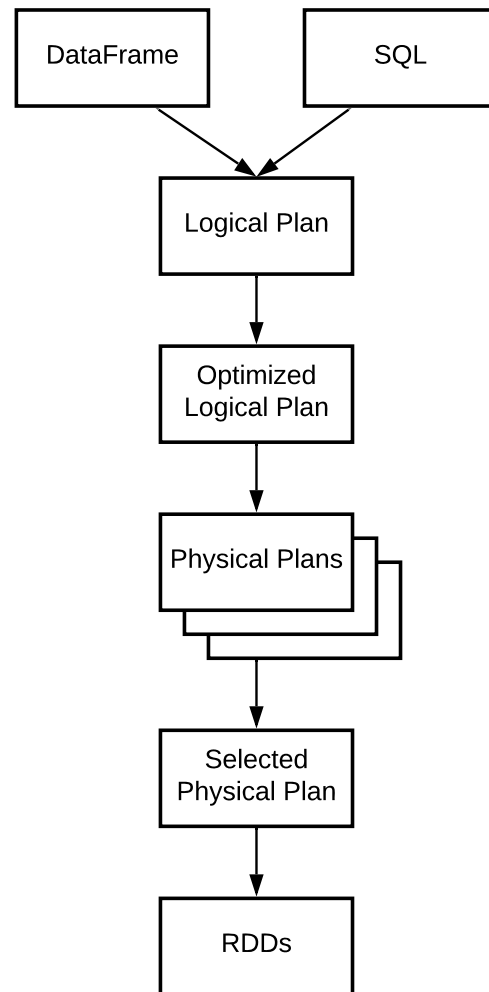 DataFrame
SQL
Logical Plan
Optimized
Logical Plan
Physical Plans
Selected
Physical Plan
RDDs